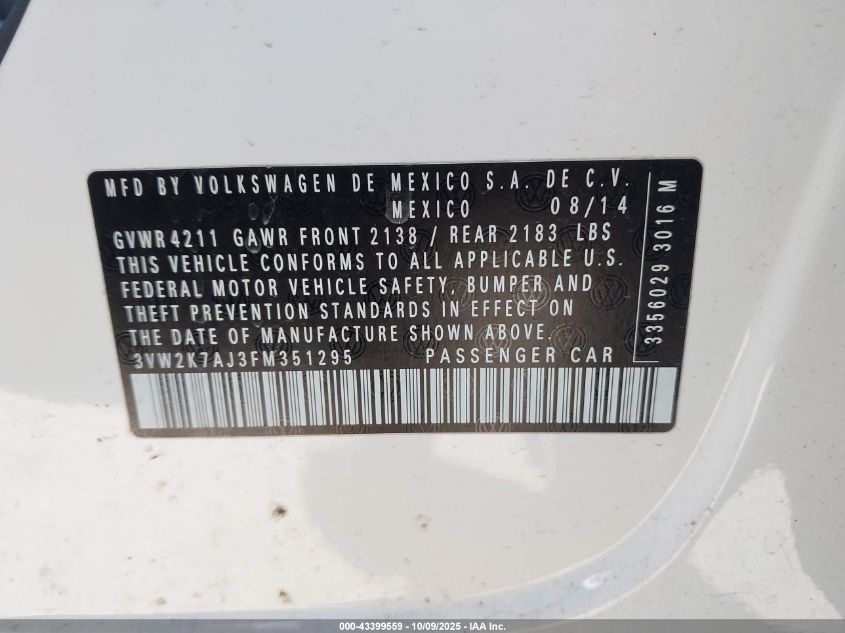 MFD BY VOLKSWAGEN DE MEXICO S.A. DE C.V.
MEXICO 08/14
GVWR 4211 GAWR FRONT 2138 / REAR 2183 LBS
THIS VEHICLE CONFORMS TO ALL APPLICABLE U.S.
FEDERAL MOTOR VEHICLE SAFETY, BUMPER AND
THEFT PREVENTION STANDARDS IN EFFECT ON
THE DATE OF MANUFACTURE SHOWN ABOVE.
3VW2K7AJ3FM351295 PASSENGER CAR
3356029 3016 M
000-43399559 - 10/09/2025 - IAA Inc.